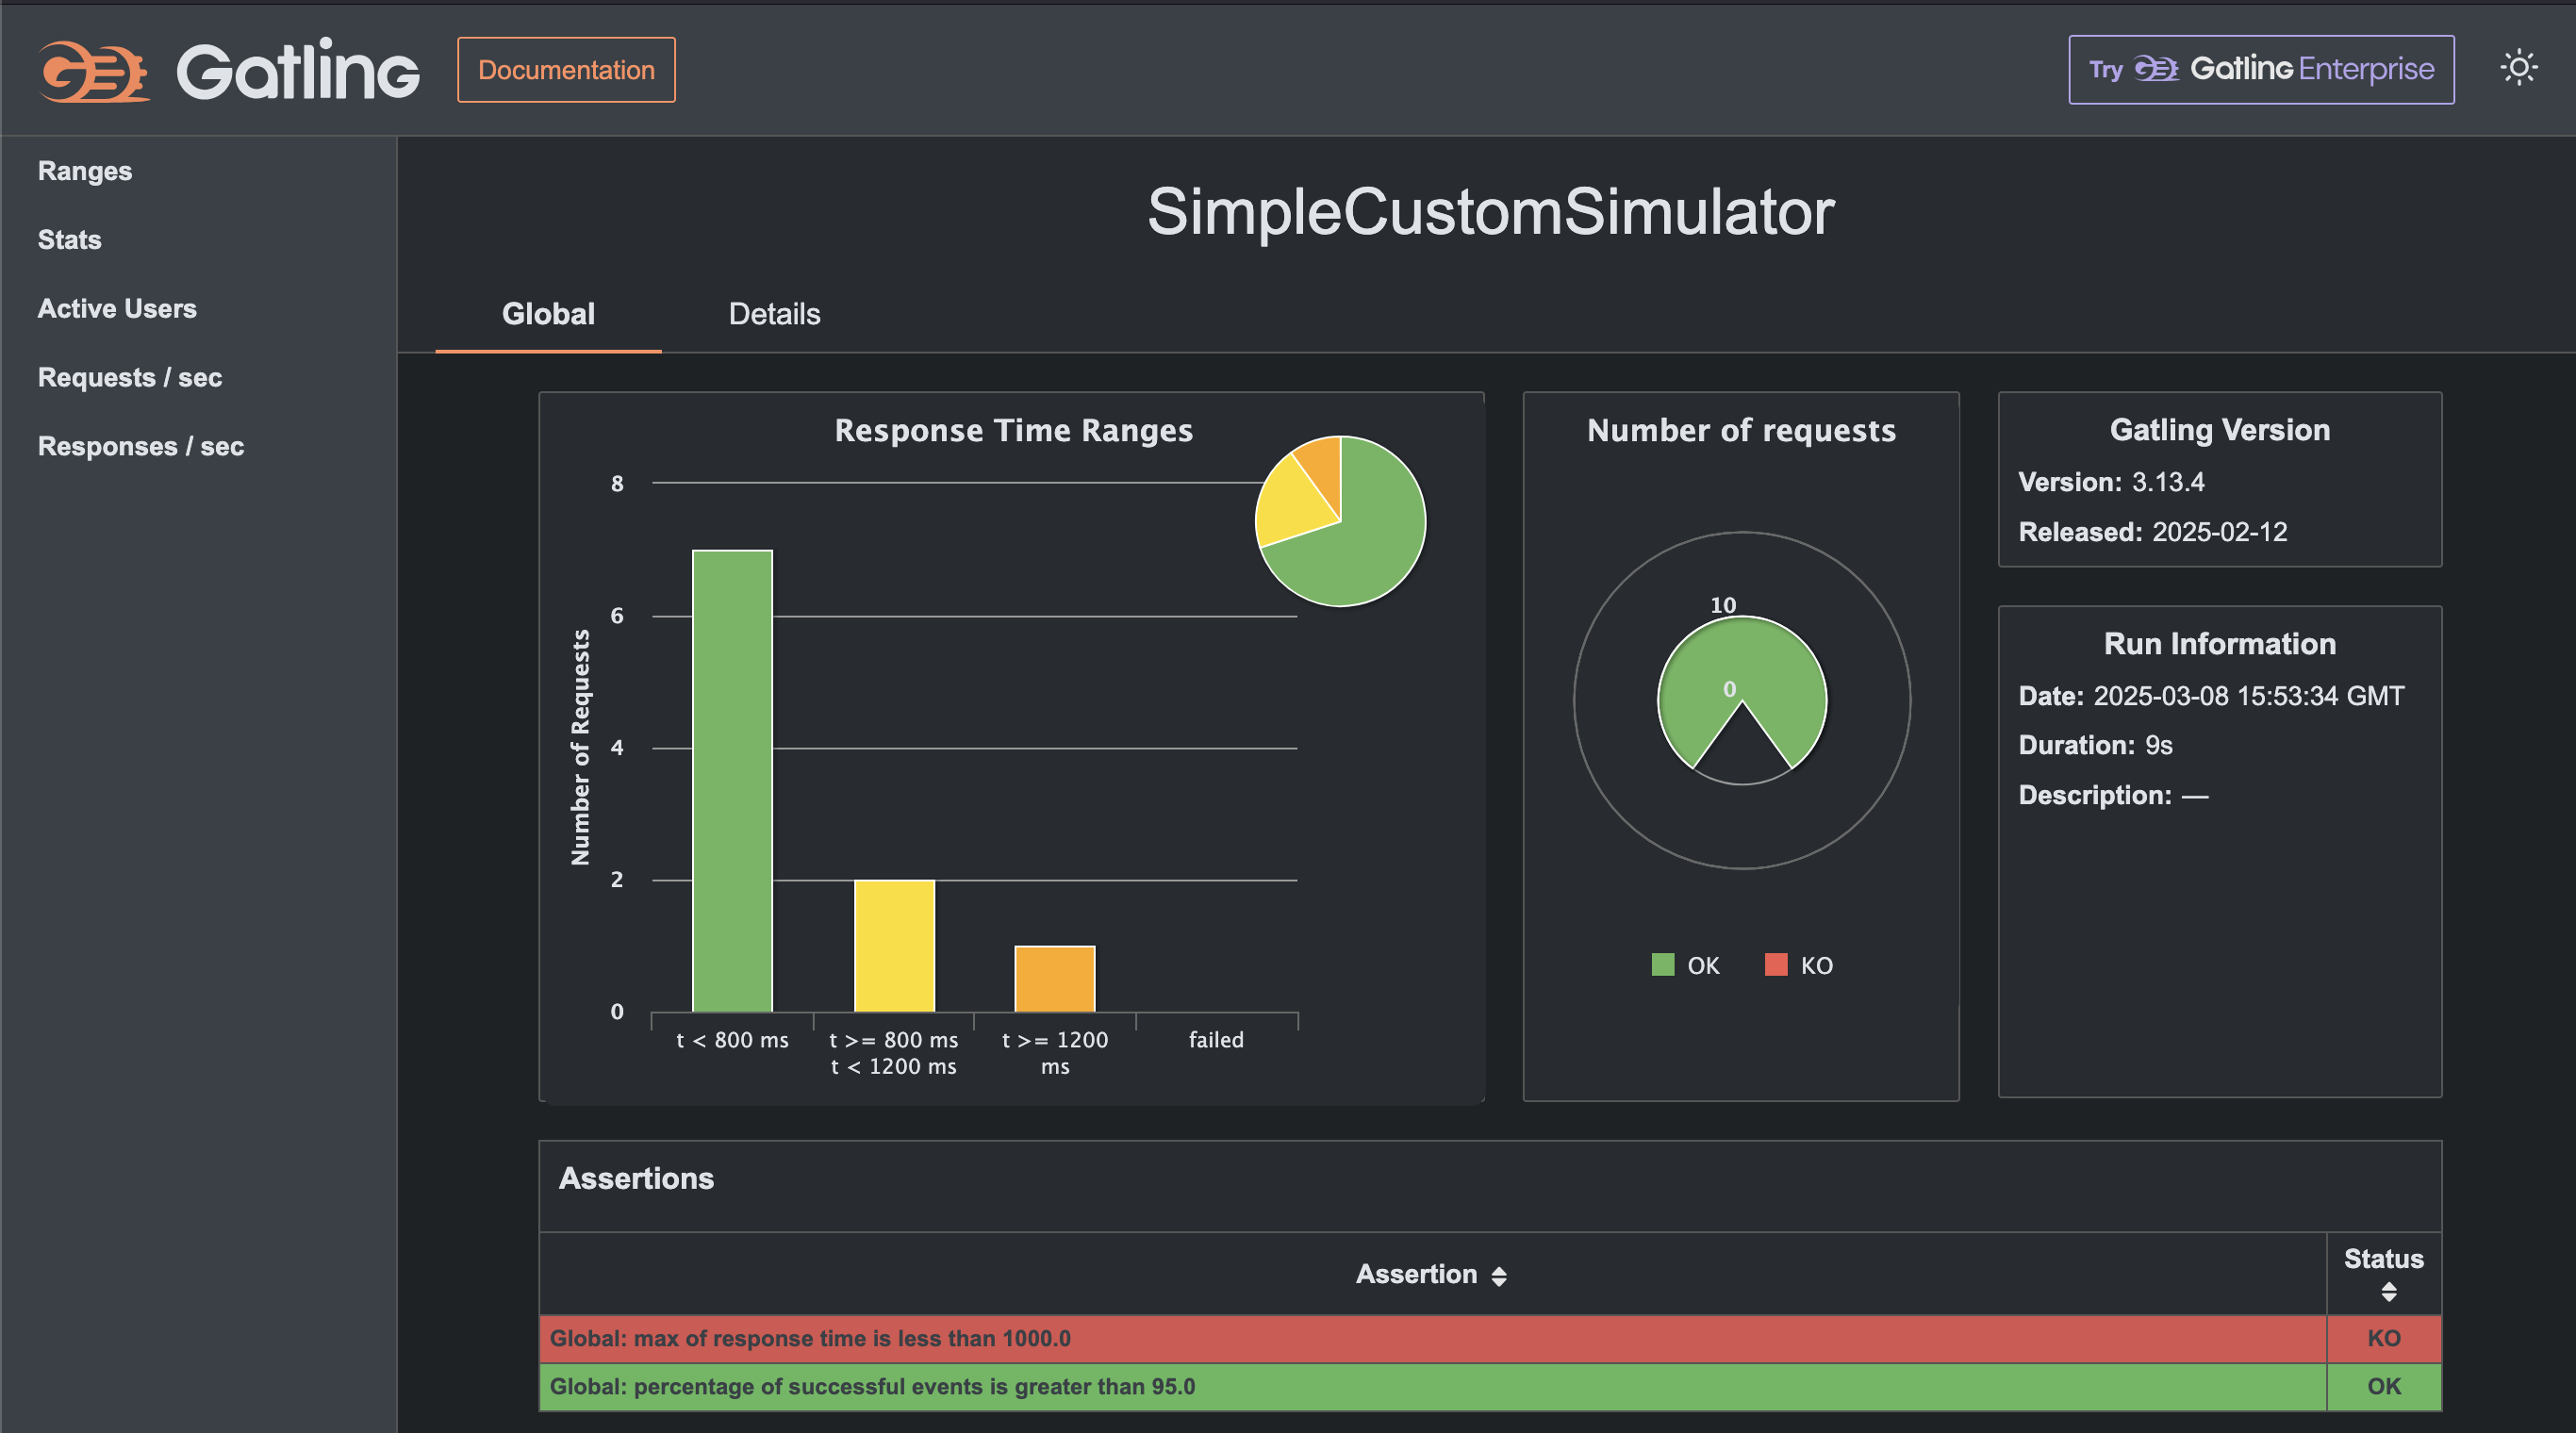 Gatling
Documentation
Try Gatling Enterprise
Ranges
Stats
Active Users
Requests / sec
Responses / sec
SimpleCustomSimulator
Global
Details
Response Time Ranges
Number of Requests
8
6
4
2
0
t < 800 ms
t >= 800 ms
t < 1200 ms
t >= 1200
ms
failed
Number of requests
10
0
OK
KO
Gatling Version
Version: 3.13.4
Released: 2025-02-12
Run Information
Date: 2025-03-08 15:53:34 GMT
Duration: 9s
Description: —
Assertions
Assertion
Status
Global: max of response time is less than 1000.0
KO
Global: percentage of successful events is greater than 95.0
OK